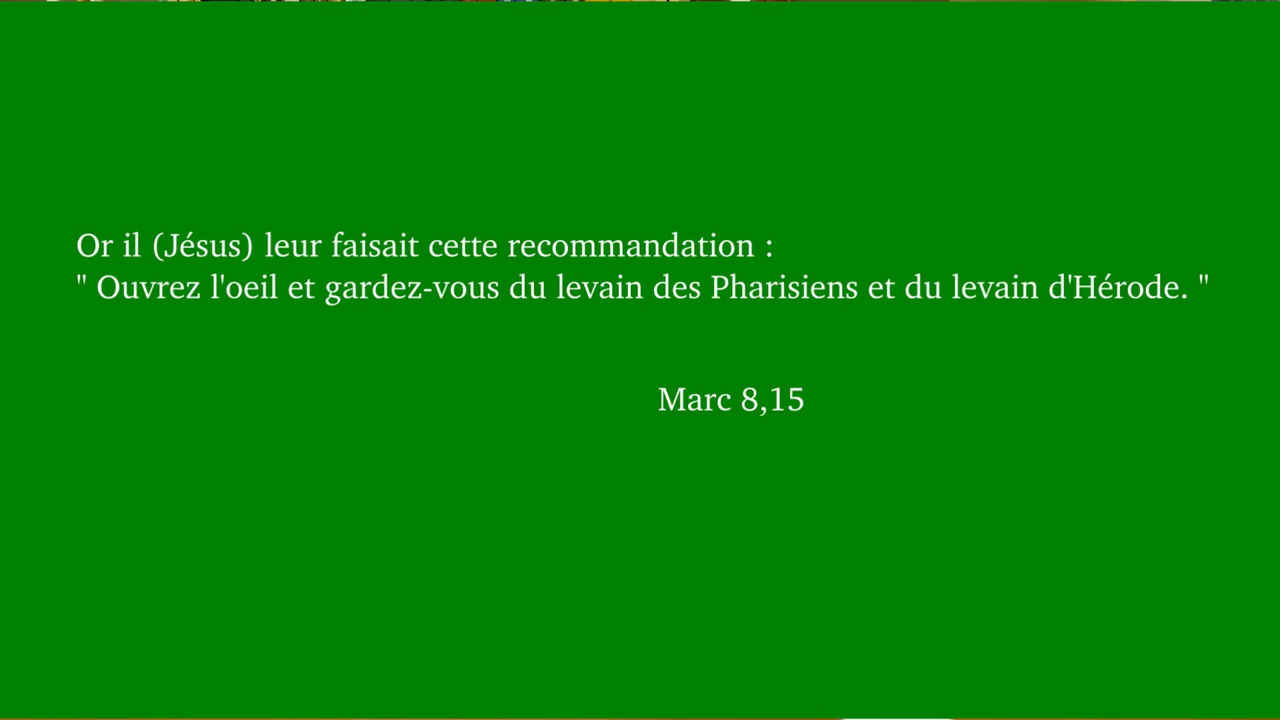 Or il (Jésus) leur faisait cette recommandation :
" Ouvrez l'oeil et gardez-vous du levain des Pharisiens et du levain d'Hérode. "
Marc 8,15